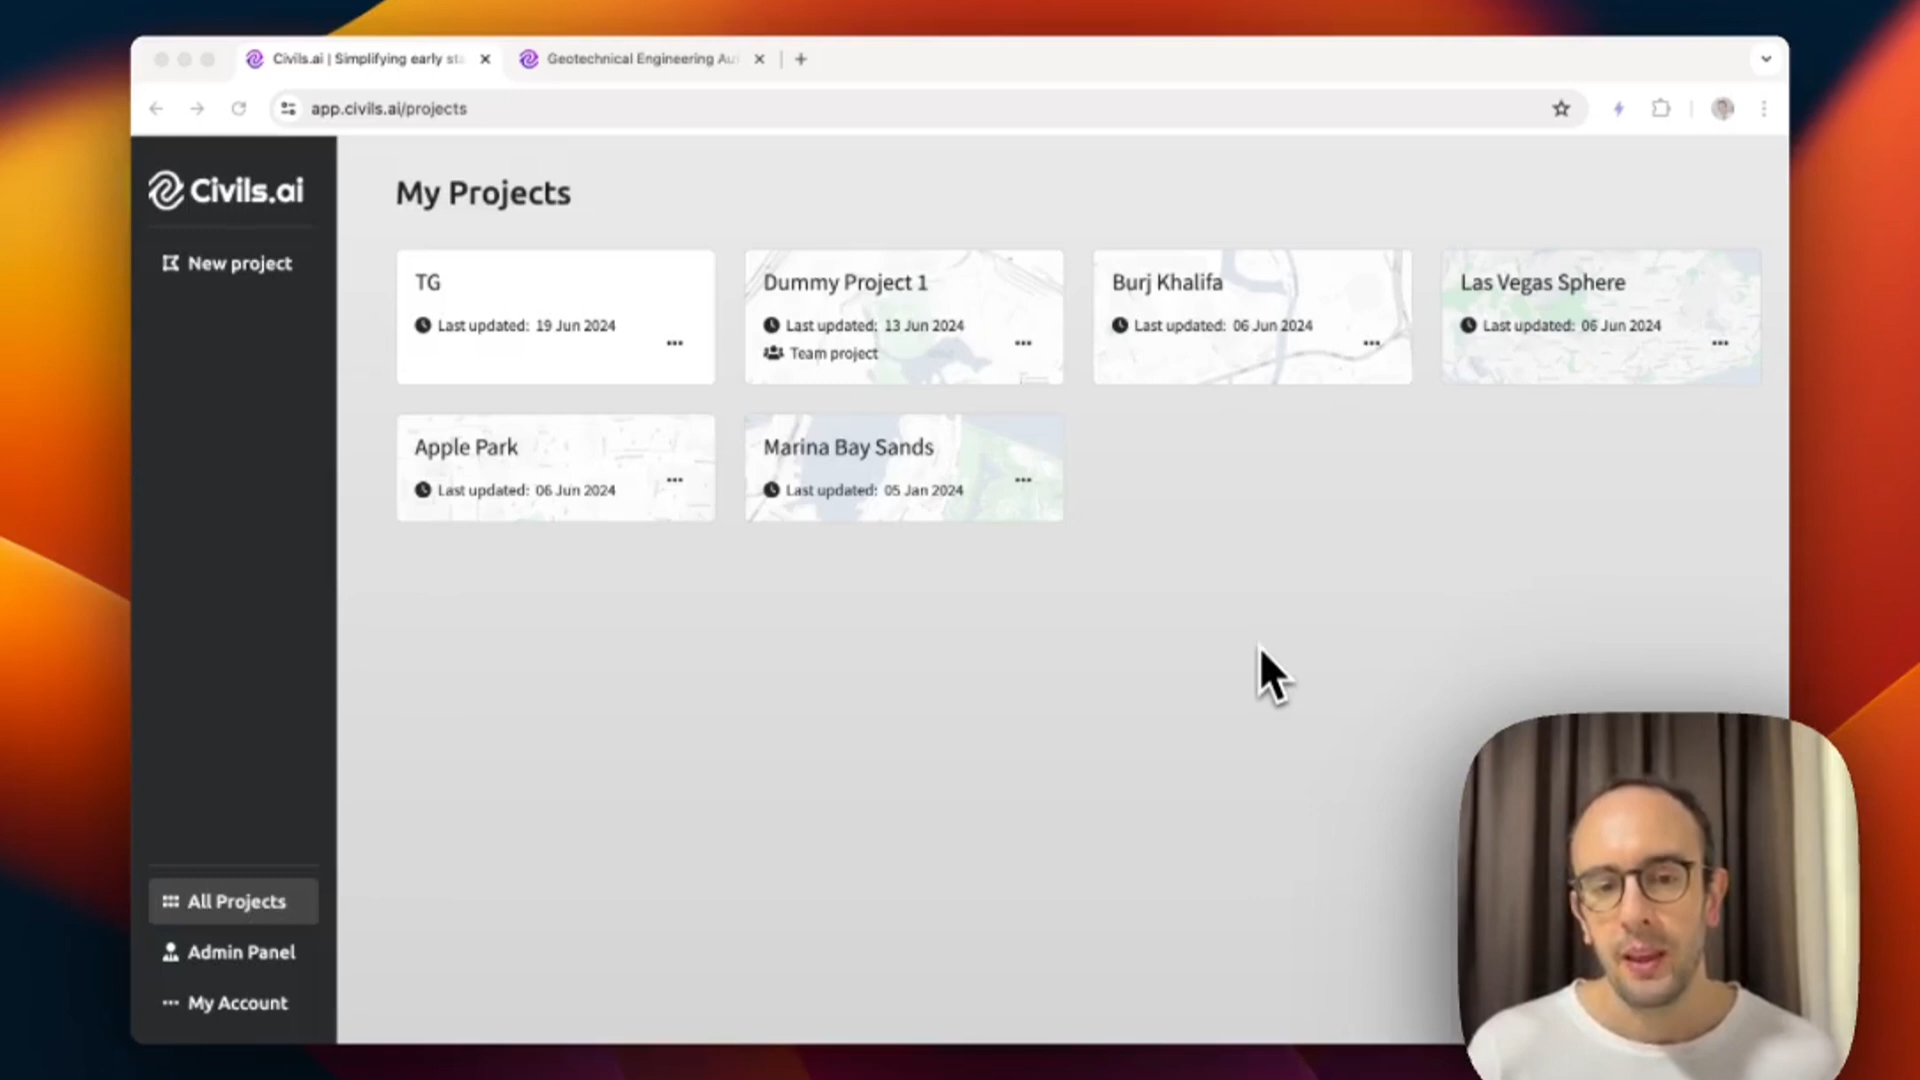 Civils.ai | Simplifying early sta
Geotechnical Engineering Au
app.civils.ai/projects
Civils.ai
New project
All Projects
Admin Panel
My Account
My Projects
TG
Last updated: 19 Jun 2024
Dummy Project 1
Last updated: 13 Jun 2024
Team project
Burj Khalifa
Last updated: 06 Jun 2024
Las Vegas Sphere
Last updated: 06 Jun 2024
Apple Park
Last updated: 06 Jun 2024
Marina Bay Sands
Last updated: 05 Jan 2024